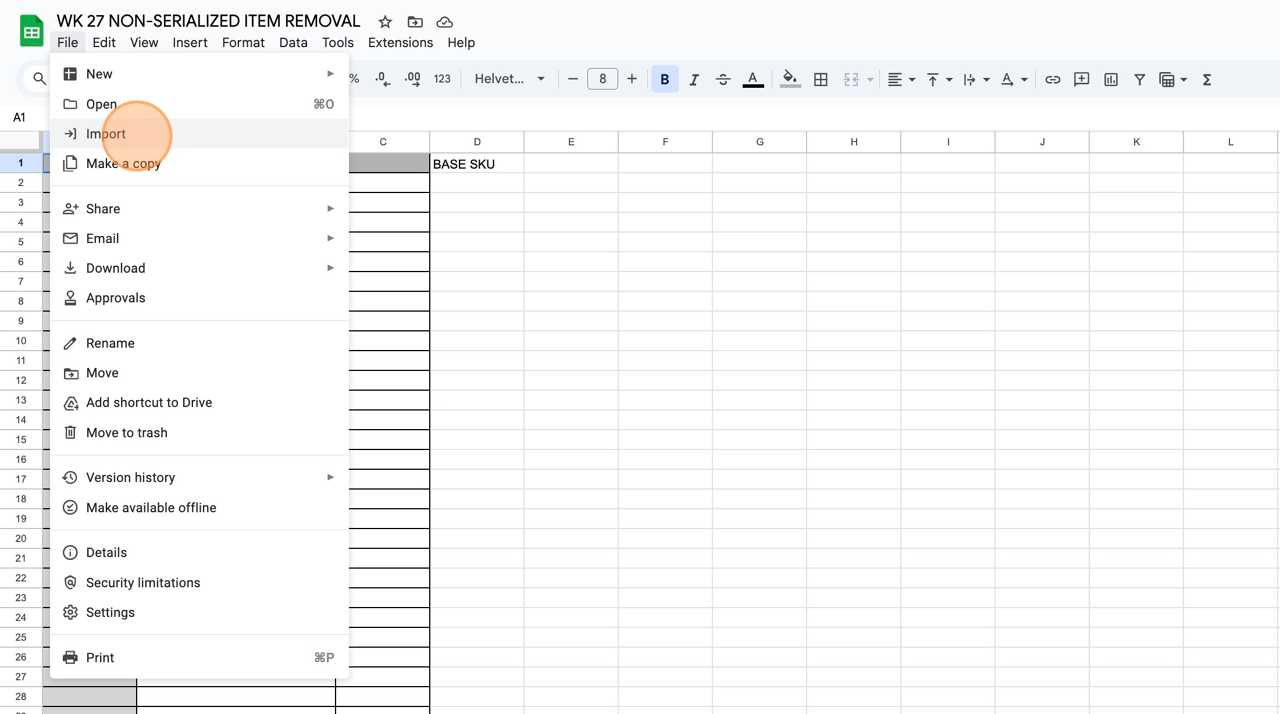 WK 27 NON-SERIALIZED ITEM REMOVAL
File Edit View Insert Format Data Tools Extensions Help
% .0 .00 123 Helvet... 8 B I S A A Σ
A1
New
Open ⌘O
Import
Make a copy
Share
Email
Download
Approvals
Rename
Move
Add shortcut to Drive
Move to trash
Version history
Make available offline
Details
Security limitations
Settings
Print ⌘P
C D E F G H I J K L
1 BASE SKU
2
3
4
5
6
7
8
9
10
11
12
13
14
15
16
17
18
19
20
21
22
23
24
25
26
27
28